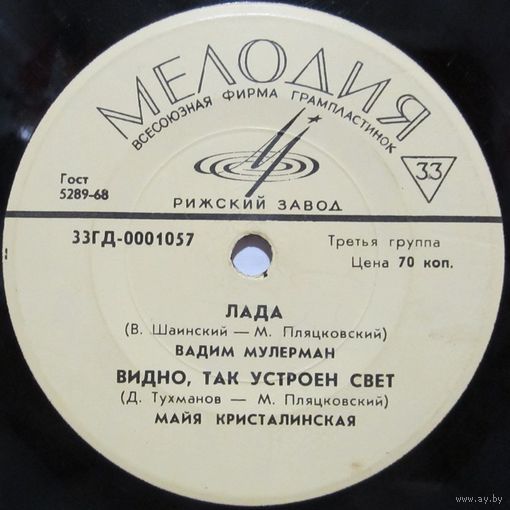 МЕЛОДИЯ
ВСЕСОЮЗНАЯ ФИРМА ГРАМПЛАСТИНОК
33
Гост
5289-68
РИЖСКИЙ ЗАВОД
33ГД-0001057
Третья группа
Цена 70 коп.
ЛАДА
(В. Шаинский — М. Пляцковский)
ВАДИМ МУЛЕРМАН
ВИДНО, ТАК УСТРОЕН СВЕТ
(Д. Тухманов — М. Пляцковский)
МАЙЯ КРИСТАЛИНСКАЯ
www.ay.by